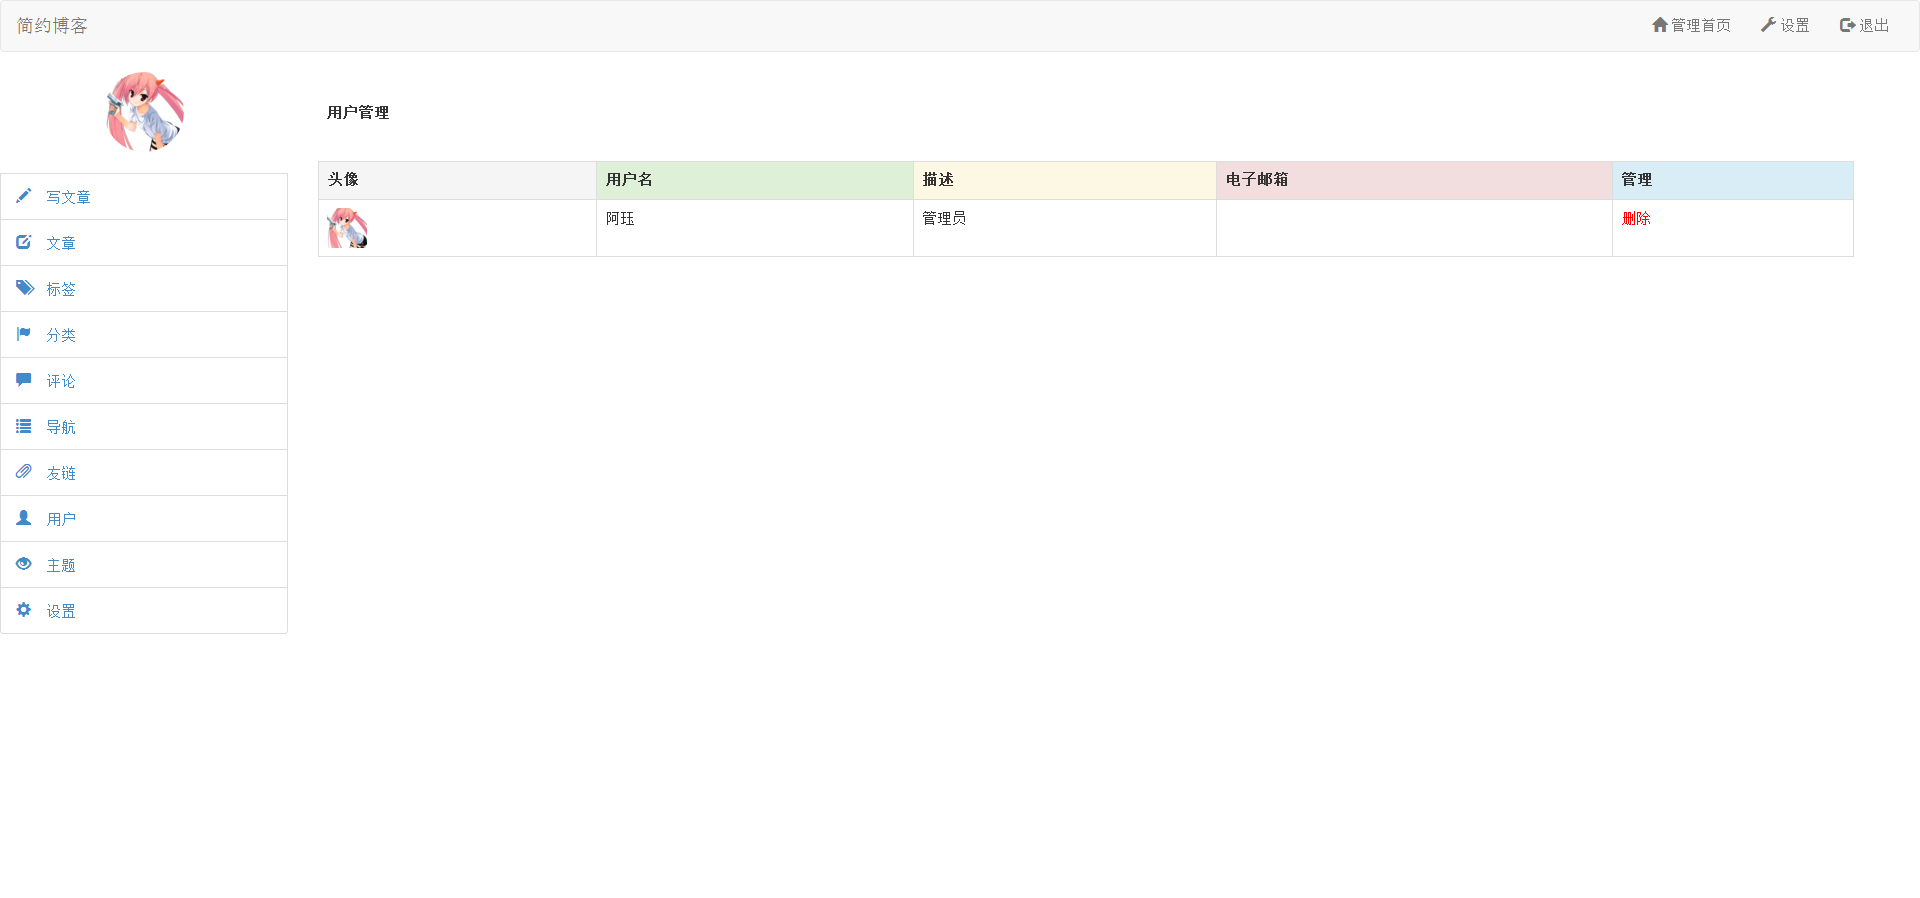 简约博客 管理首页 设置 退出
用户管理
头像 用户名 描述 电子邮箱 管理
阿珏 管理员 删除
写文章
文章
标签
分类
评论
导航
友链
用户
主题
设置